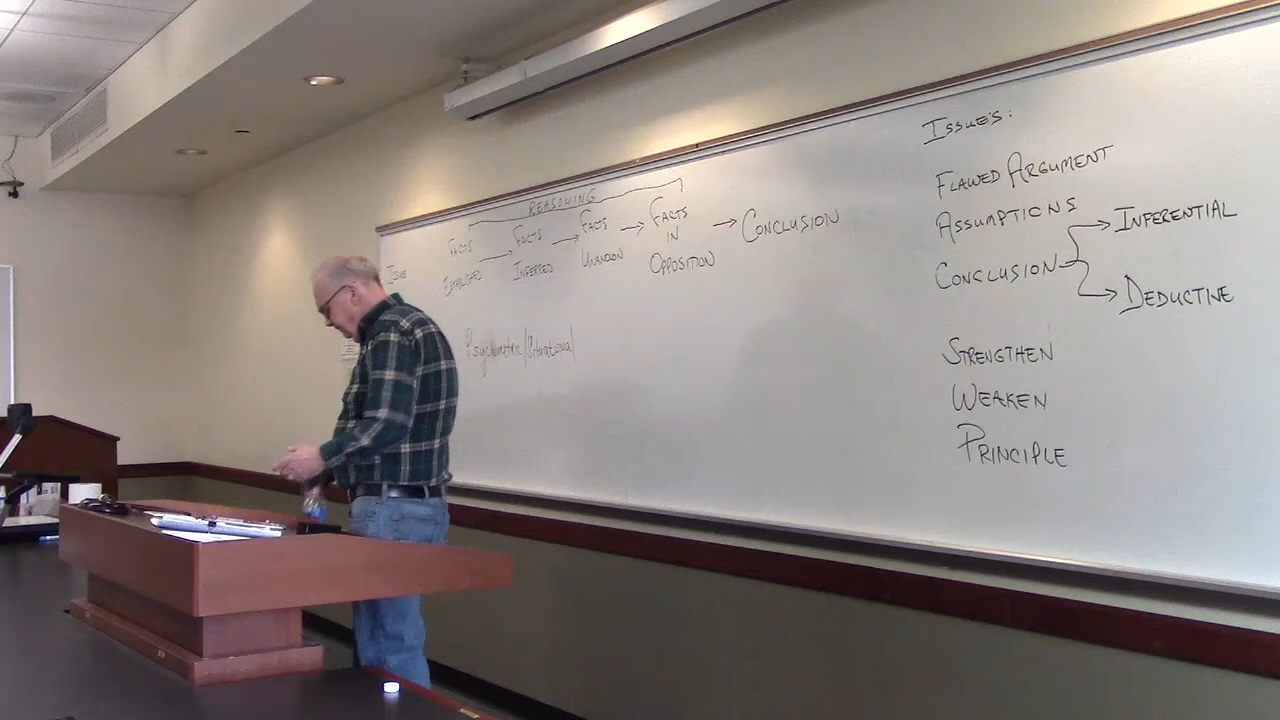 REASONING
ISSUE
FACTS ESTABLISHED → FACTS INFERRED → FACTS UNKNOWN → FACTS IN OPPOSITION → CONCLUSION
Psychometric/Situational
ISSUE'S:
FLAWED ARGUMENT
ASSUMPTIONS
CONCLUSION → INFERENTIAL
→ DEDUCTIVE
STRENGTHEN
WEAKEN
PRINCIPLE